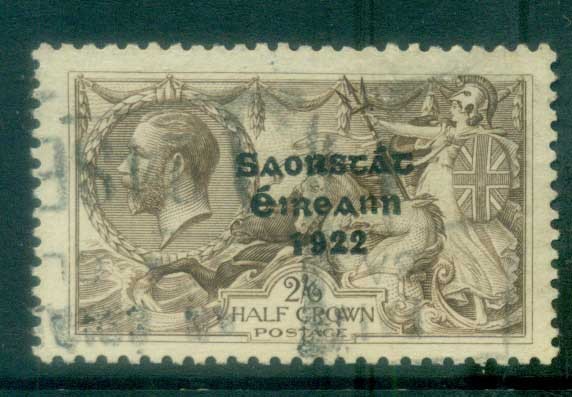 Saorstát
Éireann
1922
2/6
HALF CROWN
POSTAGE